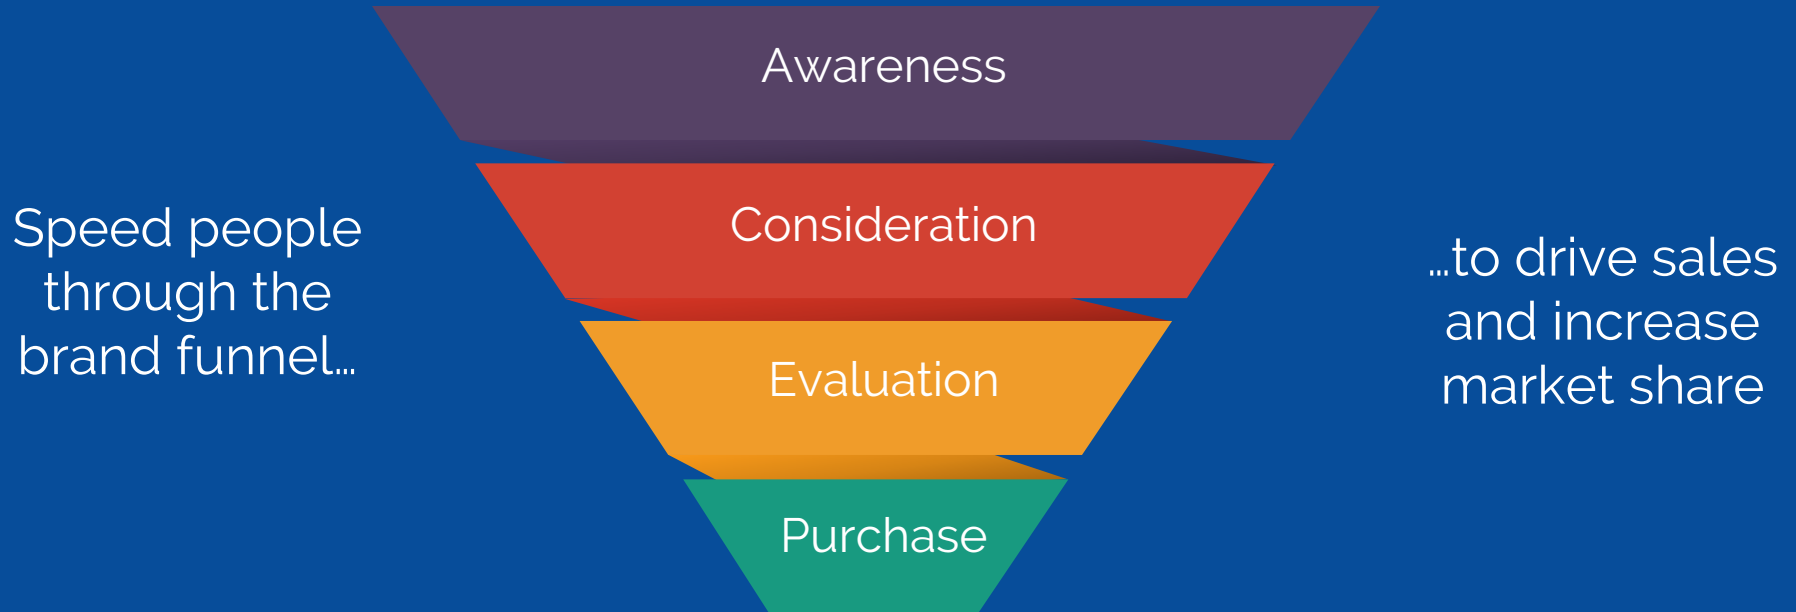 Awareness
Consideration
Evaluation
Purchase
Speed people
through the
brand funnel...
...to drive sales
and increase
market share